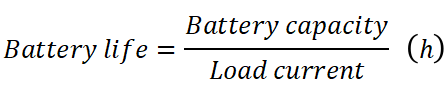 Battery life = Battery capacity / Load current (h)